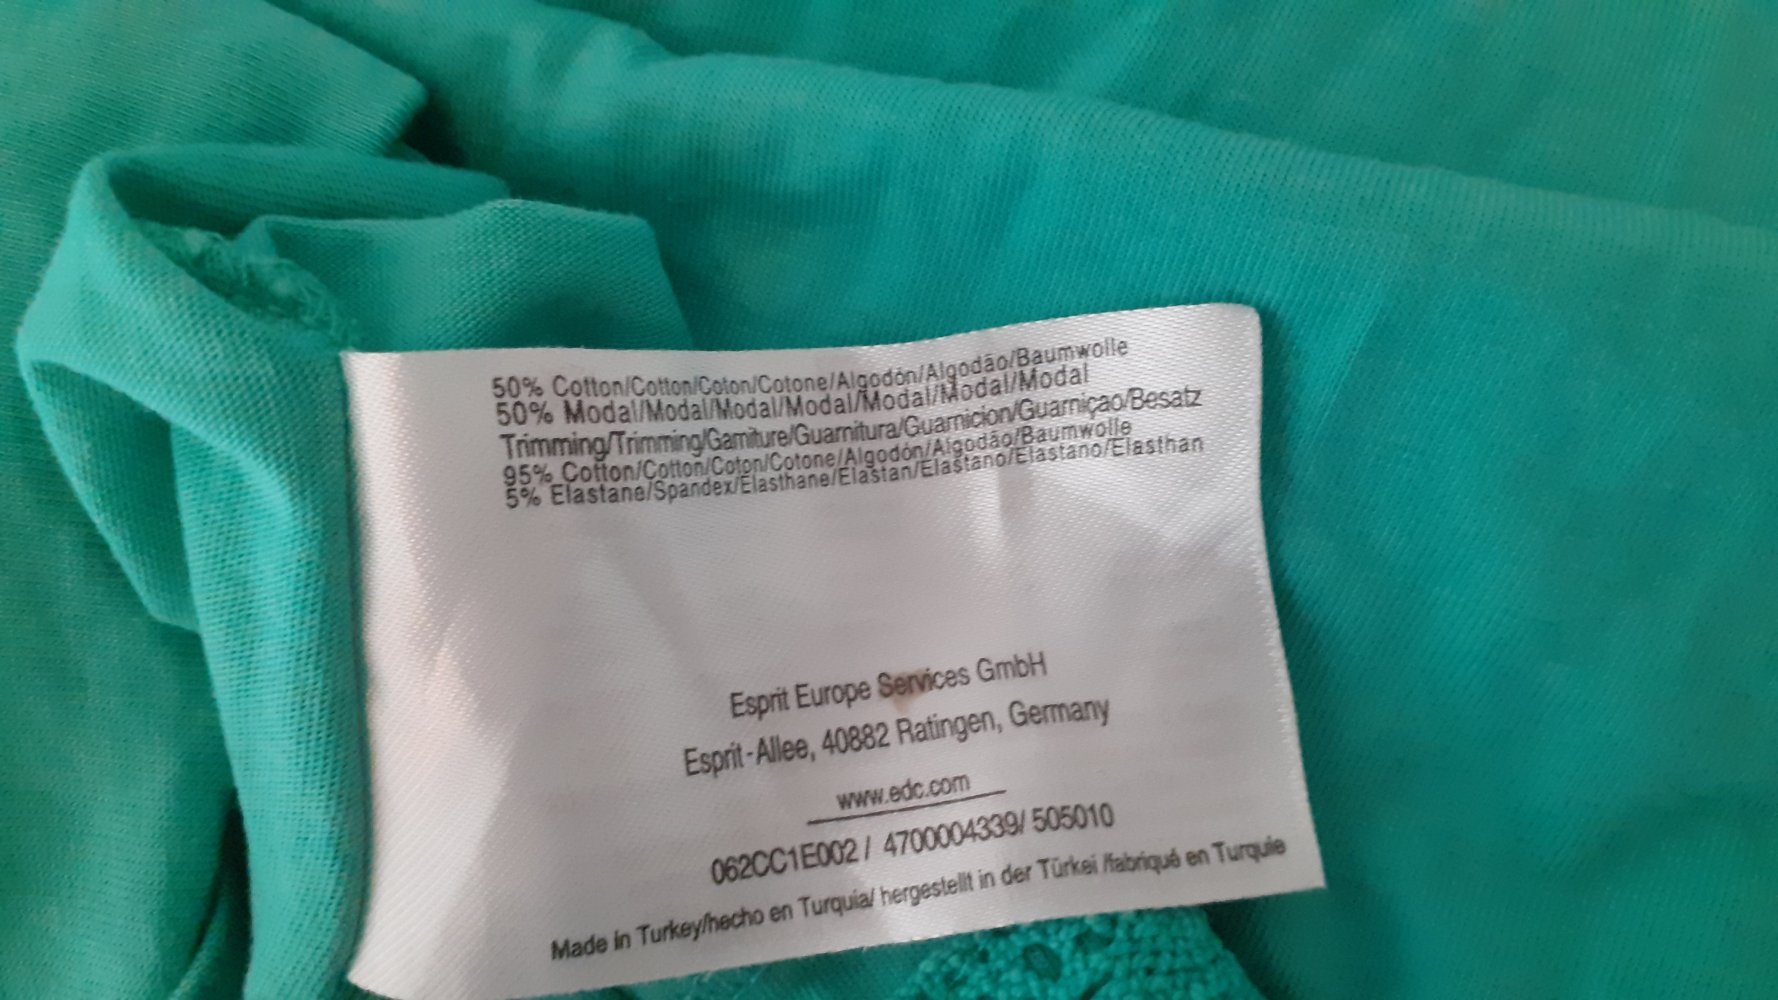 50% Cotton/Cotton/Coton/Cotone/Algodón/Algodão/Baumwolle
50% Modal/Modal/Modal/Modal/Modal/Modal/Modal
Trimming/Trimming/Garniture/Guarnitura/Guarnicion/Guarniçao/Besatz
95% Cotton/Cotton/Coton/Cotone/Algodón/Algodão/Baumwolle
5% Elastane/Spandex/Elasthane/Elastan/Elastano/Elastano/Elasthan
Esprit Europe Services GmbH
Esprit-Allee, 40882 Ratingen, Germany
www.edc.com
062CC1E002 / 4700004339/ 505010
Made in Turkey/hecho en Turquia/ hergestellt in der Türkei /fabriqué en Turquie